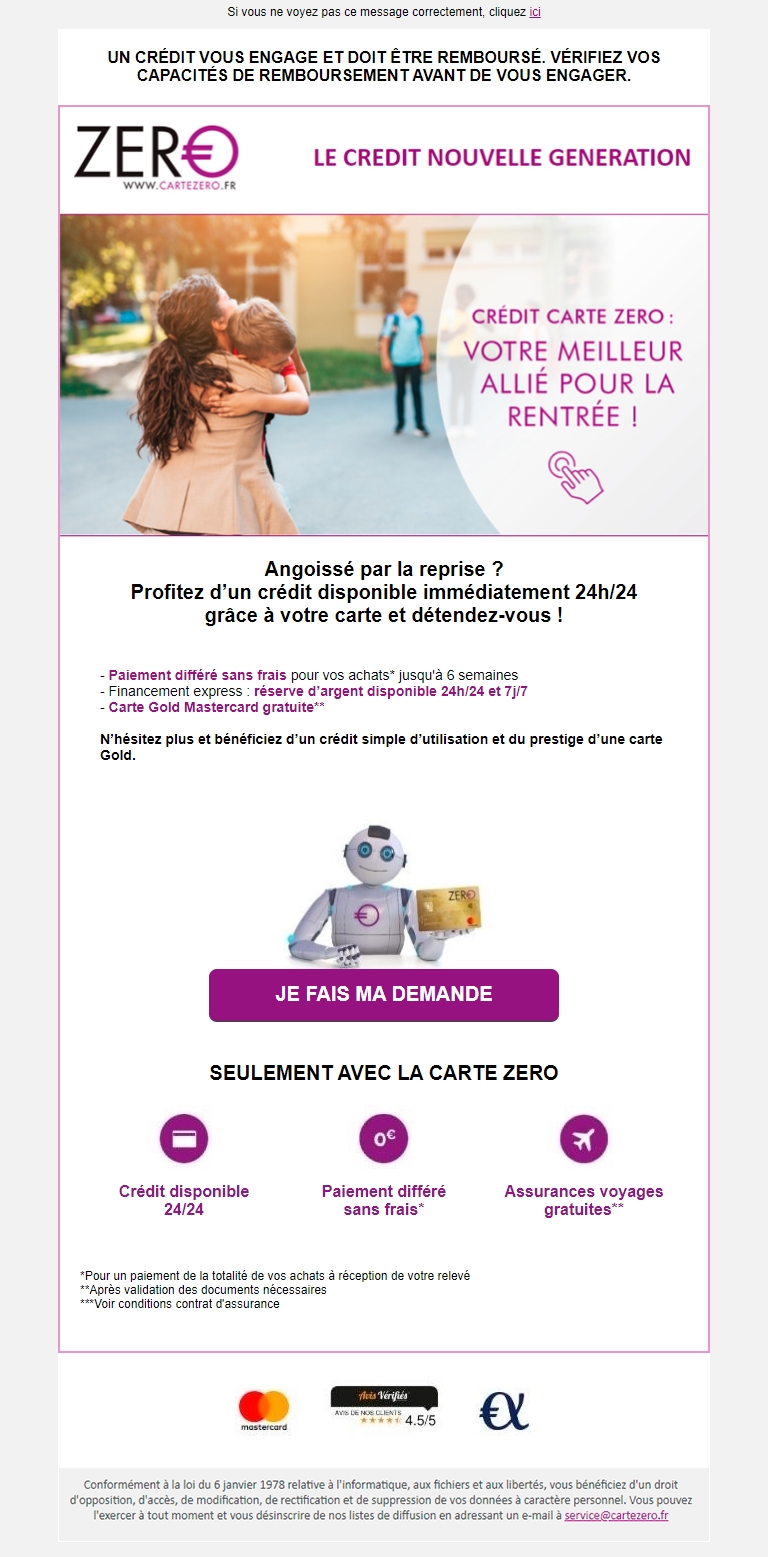 Si vous ne voyez pas ce message correctement, cliquez ici
UN CRÉDIT VOUS ENGAGE ET DOIT ÊTRE REMBOURSÉ. VÉRIFIEZ VOS
CAPACITÉS DE REMBOURSEMENT AVANT DE VOUS ENGAGER.
ZER€
WWW.CARTEZERO.FR
LE CREDIT NOUVELLE GENERATION
CRÉDIT CARTE ZERO :
VOTRE MEILLEUR
ALLIÉ POUR LA
RENTRÉE !
Angoissé par la reprise ?
Profitez d’un crédit disponible immédiatement 24h/24
grâce à votre carte et détendez-vous !
- Paiement différé sans frais pour vos achats* jusqu'à 6 semaines
- Financement express : réserve d’argent disponible 24h/24 et 7j/7
- Carte Gold Mastercard gratuite**
N’hésitez plus et bénéficiez d’un crédit simple d’utilisation et du prestige d’une carte
Gold.
ZER€
€
JE FAIS MA DEMANDE
SEULEMENT AVEC LA CARTE ZERO
0€
Crédit disponible
24/24
Paiement différé
sans frais*
Assurances voyages
gratuites**
*Pour un paiement de la totalité de vos achats à réception de votre relevé
**Après validation des documents nécessaires
***Voir conditions contrat d'assurance
mastercard
Avis Vérifiés
AVIS DE NOS CLIENTS
4.5/5
Conformément à la loi du 6 janvier 1978 relative à l'informatique, aux fichiers et aux libertés, vous bénéficiez d'un droit
d'opposition, d'accès, de modification, de rectification et de suppression de vos données à caractère personnel. Vous pouvez
l'exercer à tout moment et vous désinscrire de nos listes de diffusion en adressant un e-mail à service@cartezero.fr